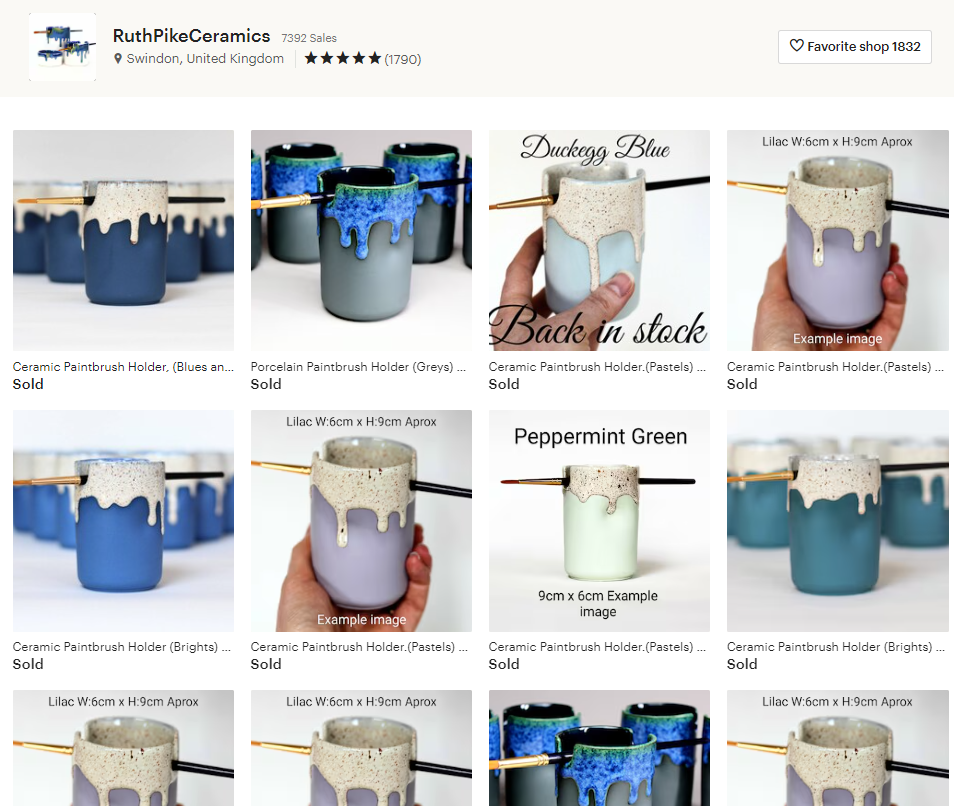 RuthPikeCeramics 7392 Sales
Swindon, United Kingdom (1790)
Favorite shop 1832
Duckegg Blue
Back in stock
Lilac W:6cm x H:9cm Aprox
Example image
Ceramic Paintbrush Holder, (Blues an...
Sold
Porcelain Paintbrush Holder (Greys) ...
Sold
Ceramic Paintbrush Holder.(Pastels) ...
Sold
Ceramic Paintbrush Holder.(Pastels) ...
Sold
Lilac W:6cm x H:9cm Aprox
Example image
Peppermint Green
9cm x 6cm Example
image
Ceramic Paintbrush Holder (Brights) ...
Sold
Ceramic Paintbrush Holder.(Pastels) ...
Sold
Ceramic Paintbrush Holder.(Pastels) ...
Sold
Ceramic Paintbrush Holder (Brights) ...
Sold
Lilac W:6cm x H:9cm Aprox
Lilac W:6cm x H:9cm Aprox
Lilac W:6cm x H:9cm Aprox